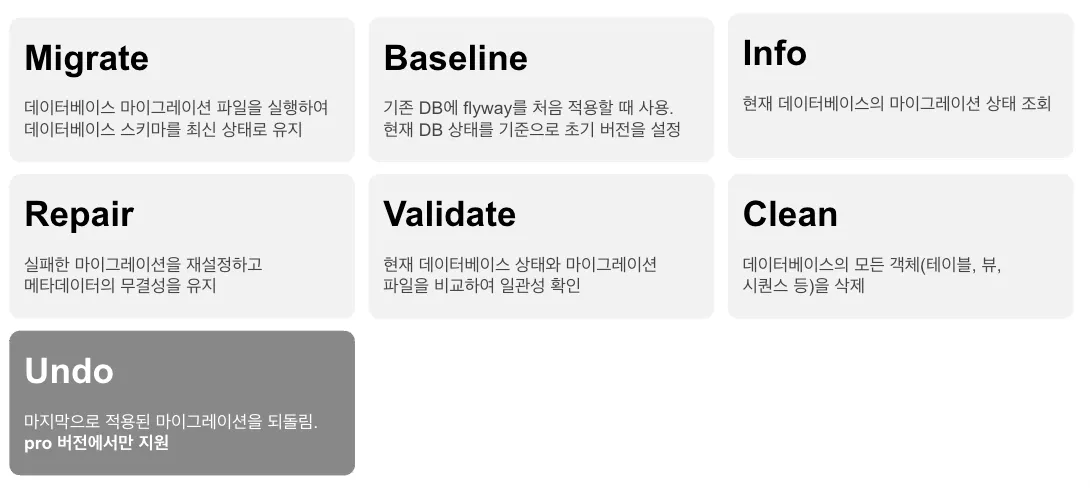 Migrate
데이터베이스 마이그레이션 파일을 실행하여
데이터베이스 스키마를 최신 상태로 유지
Baseline
기존 DB에 flyway를 처음 적용할 때 사용.
현재 DB 상태를 기준으로 초기 버전을 설정
Info
현재 데이터베이스의 마이그레이션 상태 조회
Repair
실패한 마이그레이션을 재설정하고
메타데이터의 무결성을 유지
Validate
현재 데이터베이스 상태와 마이그레이션
파일을 비교하여 일관성 확인
Clean
데이터베이스의 모든 객체(테이블, 뷰,
시퀀스 등)을 삭제
Undo
마지막으로 적용된 마이그레이션을 되돌림.
pro 버전에서만 지원